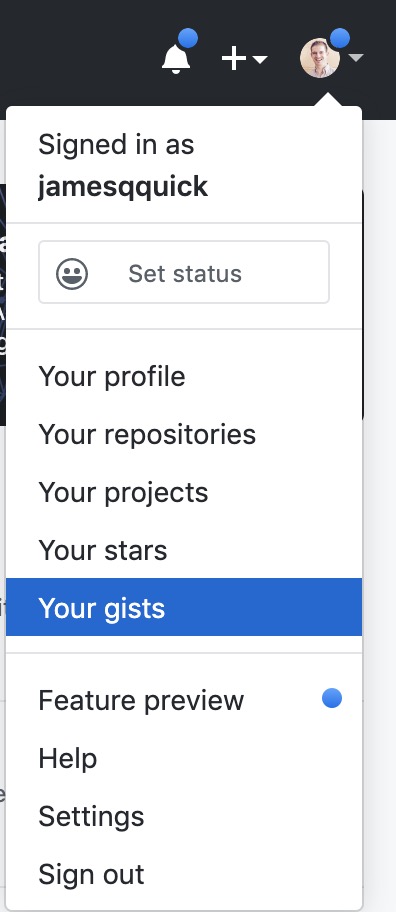 Signed in as
jamesqquick
Set status
Your profile
Your repositories
Your projects
Your stars
Your gists
Feature preview
Help
Settings
Sign out